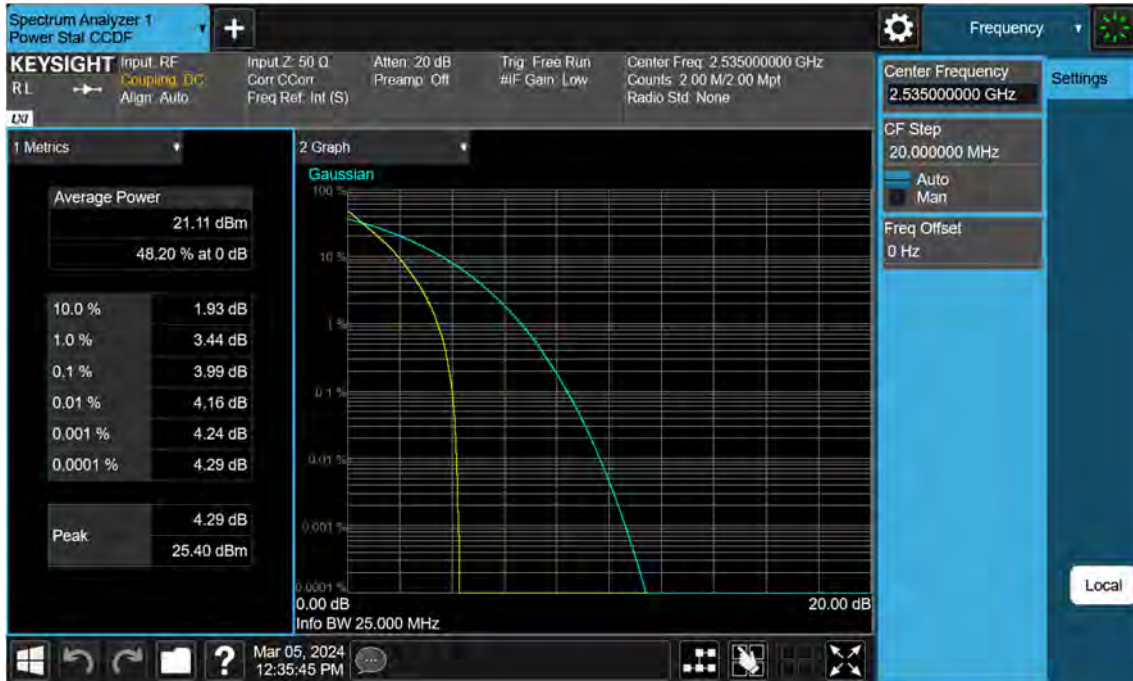 Spectrum Analyzer 1
Power Stat CCDF
+
Frequency
KEYSIGHT
RL
LXI
Input: RF
Coupling: DC
Align: Auto
Input Z: 50 Ω
Corr CCorr
Freq Ref: Int (S)
Atten: 20 dB
Preamp: Off
Trig: Free Run
#IF Gain: Low
Center Freq: 2.535000000 GHz
Counts: 2.00 M/2.00 Mpt
Radio Std: None
Center Frequency
2.535000000 GHz
Settings
CF Step
20.000000 MHz
Auto
Man
Freq Offset
0 Hz
1 Metrics
Average Power
21.11 dBm
48.20 % at 0 dB
10.0 % 1.93 dB
1.0 % 3.44 dB
0.1 % 3.99 dB
0.01 % 4.16 dB
0.001 % 4.24 dB
0.0001 % 4.29 dB
Peak
4.29 dB
25.40 dBm
2 Graph
Gaussian
100 %
10 %
1 %
0.1 %
0.01 %
0.001 %
0.0001 %
0.00 dB 20.00 dB
Info BW 25.000 MHz
Local
?
Mar 05, 2024
12:35:45 PM